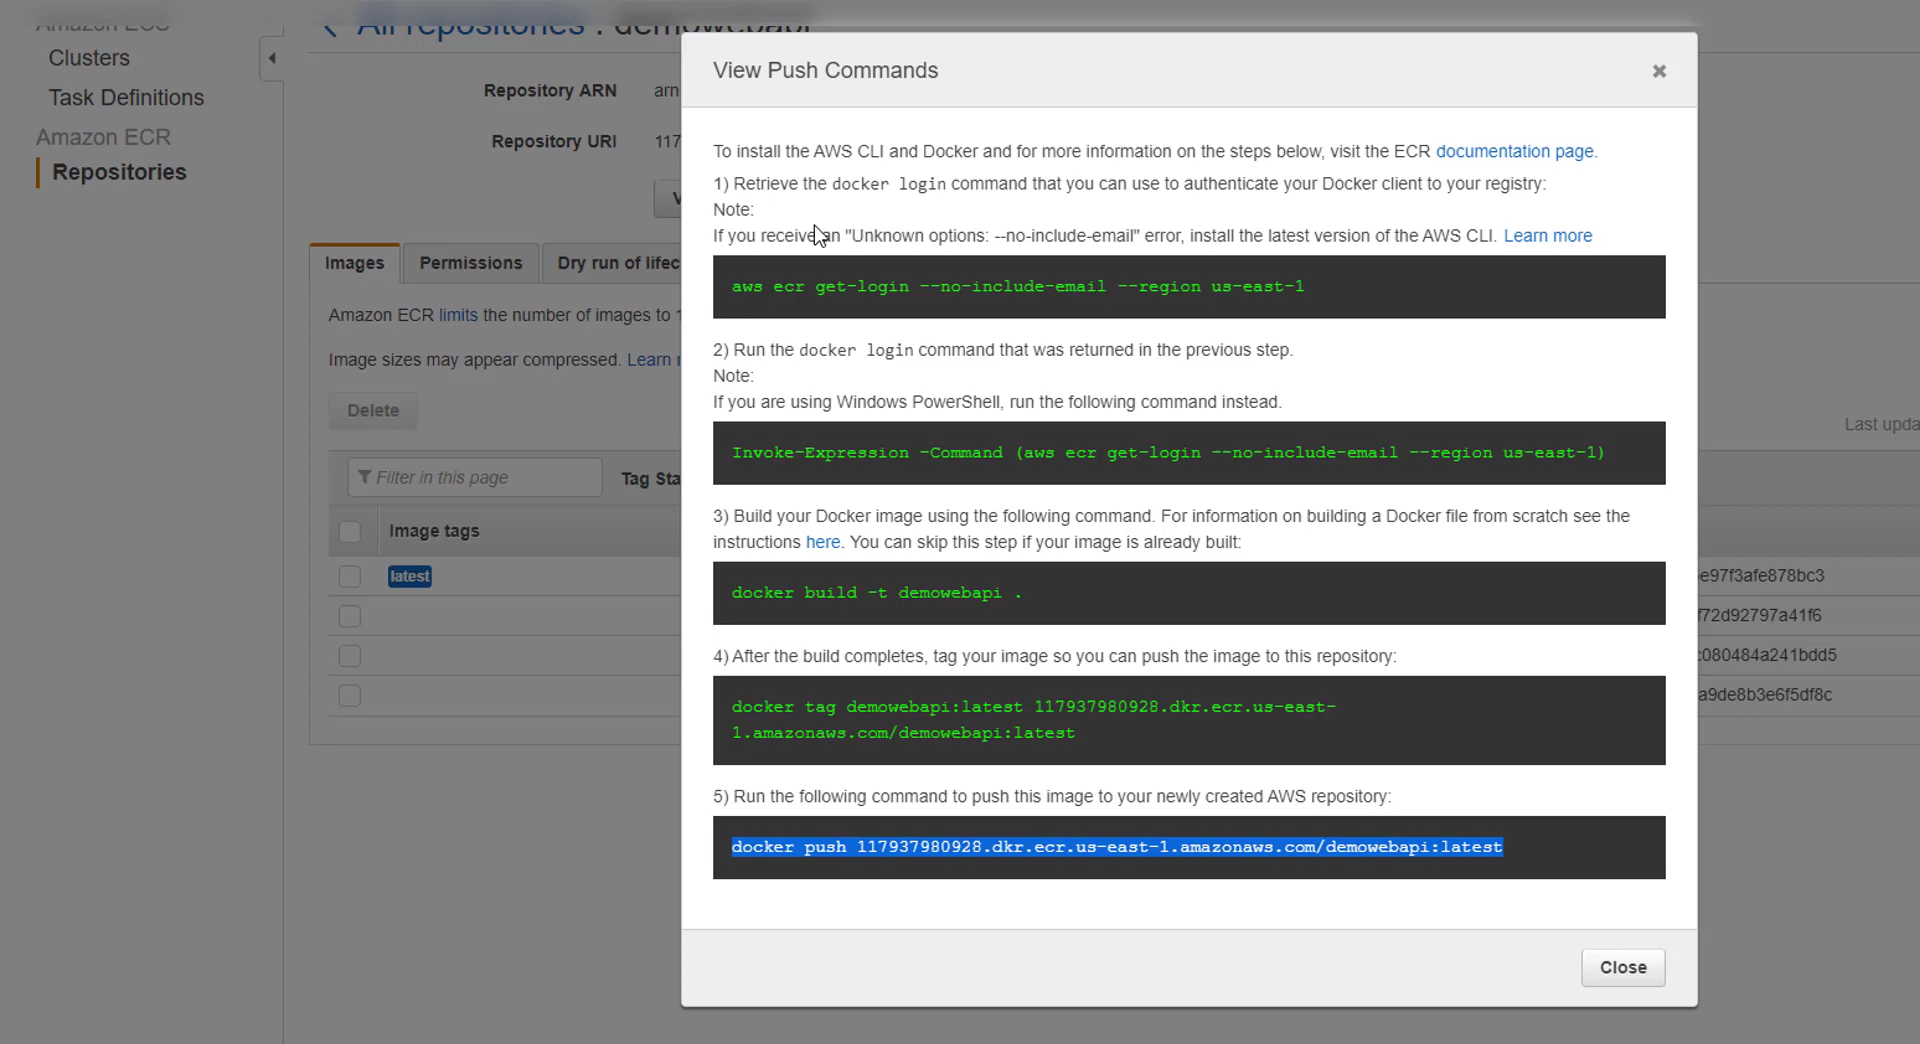 Amazon ECS
All repositories : demowebapi
Clusters
Task Definitions
Amazon ECR
Repositories
Repository ARN
arn
Repository URI
117
Images
Permissions
Dry run of lifec
Amazon ECR limits the number of images to 1
Image sizes may appear compressed. Learn
Delete
Filter in this page
Tag Sta
Image tags
latest
View Push Commands
To install the AWS CLI and Docker and for more information on the steps below, visit the ECR documentation page.
1) Retrieve the docker login command that you can use to authenticate your Docker client to your registry:
Note:
If you receive an "Unknown options: --no-include-email" error, install the latest version of the AWS CLI. Learn more
aws ecr get-login --no-include-email --region us-east-1
2) Run the docker login command that was returned in the previous step.
Note:
If you are using Windows PowerShell, run the following command instead.
Invoke-Expression -Command (aws ecr get-login --no-include-email --region us-east-1)
3) Build your Docker image using the following command. For information on building a Docker file from scratch see the
instructions here. You can skip this step if your image is already built:
docker build -t demowebapi .
4) After the build completes, tag your image so you can push the image to this repository:
docker tag demowebapi:latest 117937980928.dkr.ecr.us-east-
1.amazonaws.com/demowebapi:latest
5) Run the following command to push this image to your newly created AWS repository:
docker push 117937980928.dkr.ecr.us-east-1.amazonaws.com/demowebapi:latest
Close
Last upda
e97f3afe878bc3
f72d92797a41f6
c080484a241bdd5
a9de8b3e6f5df8c